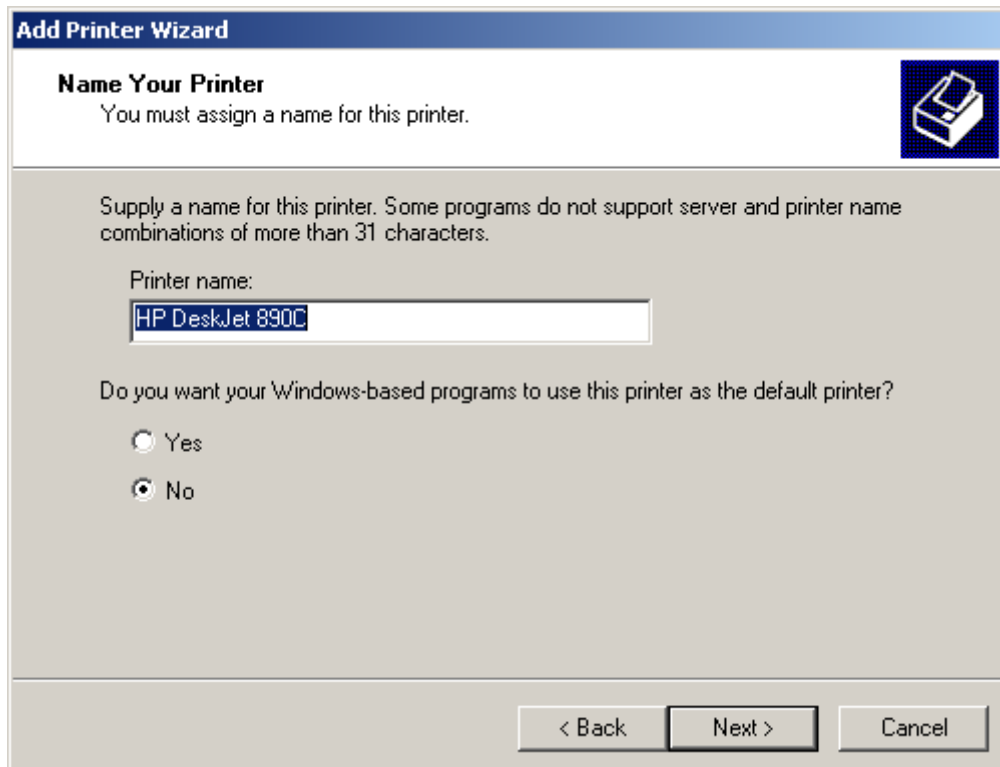 Add Printer Wizard
Name Your Printer
You must assign a name for this printer.
Supply a name for this printer. Some programs do not support server and printer name
combinations of more than 31 characters.
Printer name:
HP DeskJet 890C
Do you want your Windows-based programs to use this printer as the default printer?
Yes
No
< Back Next > Cancel